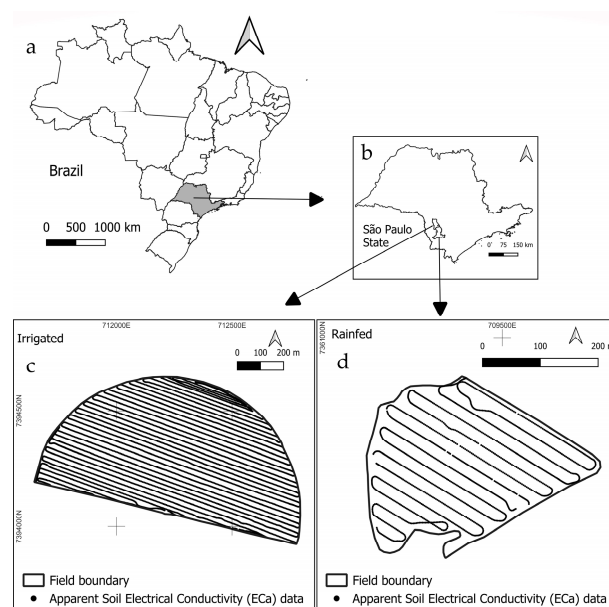 a
Brazil
0 500 1000 km
b
São Paulo
State
0 75 150 km
Irrigated
712000E
712500E
0 100 200 m
c
7394500N
7394000N
Field boundary
Apparent Soil Electrical Conductivity (ECa) data
7361000N
Rainfed
709500E
0 100 200 m
d
Field boundary
Apparent Soil Electrical Conductivity (ECa) data